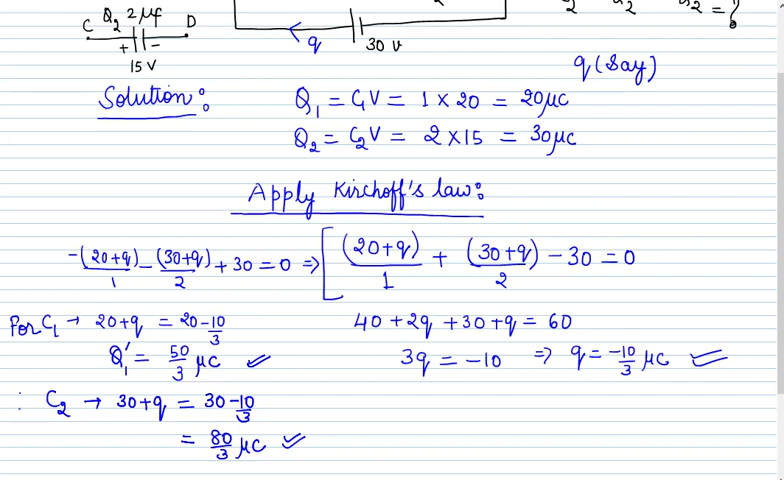 C Q₂ 2 μf D
+ −
15 V
q
30 V
2 = ?
q (Say)
Solution:
Q₁ = C₁V = 1 × 20 = 20μC
Q₂ = C₂V = 2 × 15 = 30μC
Apply Kirchoff's law:
-(20+q)/1 - (30+q)/2 + 30 = 0 ⇒ [ (20+q)/1 + (30+q)/2 - 30 = 0
For C₁ → 20+q = 20-10/3
40 + 2q + 30 + q = 60
Q₁' = 50/3 μC ✓
3q = -10 ⇒ q = -10/3 μC ✓
: C₂ → 30+q = 30-10/3
= 80/3 μC ✓